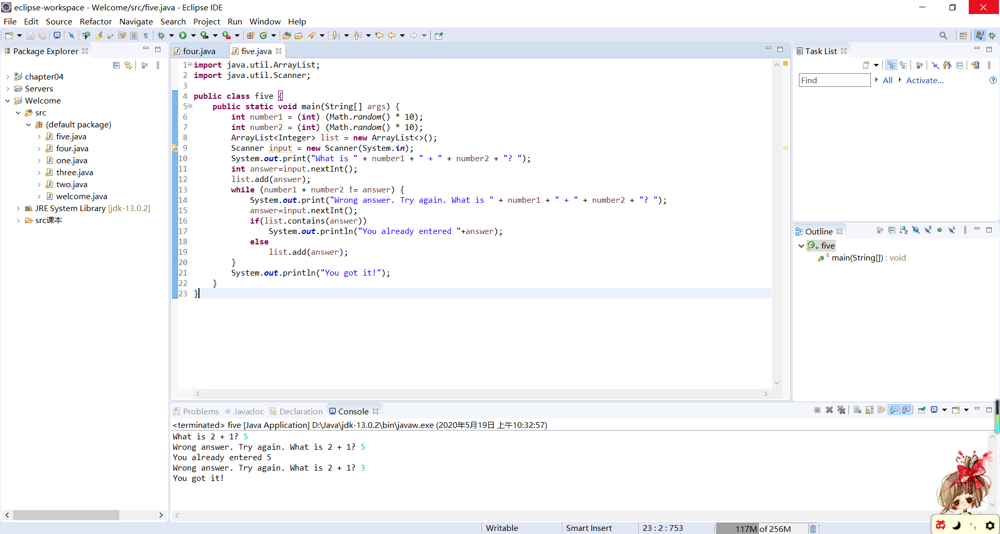 eclipse-workspace - Welcome/src/five.java - Eclipse IDE
File Edit Source Refactor Navigate Search Project Run Window Help
Package Explorer
chapter04
Servers
Welcome
src
(default package)
five.java
four.java
one.java
three.java
two.java
welcome.java
JRE System Library [jdk-13.0.2]
src课本
four.java
five.java
1 import java.util.ArrayList;
2 import java.util.Scanner;
3
4 public class five {
5     public static void main(String[] args) {
6         int number1 = (int) (Math.random() * 10);
7         int number2 = (int) (Math.random() * 10);
8         ArrayList<Integer> list = new ArrayList<>();
9         Scanner input = new Scanner(System.in);
10         System.out.print("What is " + number1 + " + " + number2 + "? ");
11         int answer=input.nextInt();
12         list.add(answer);
13         while (number1 + number2 != answer) {
14             System.out.print("Wrong answer. Try again. What is " + number1 + " + " + number2 + "? ");
15             answer=input.nextInt();
16             if(list.contains(answer))
17                 System.out.println("You already entered "+answer);
18             else
19                 list.add(answer);
20         }
21         System.out.println("You got it!");
22     }
23 }
Task List
Find
All
Activate...
Outline
five
main(String[]) : void
Problems
Javadoc
Declaration
Console
<terminated> five [Java Application] D:\Java\jdk-13.0.2\bin\javaw.exe (2020年5月19日 上午10:32:57)
What is 2 + 1? 5
Wrong answer. Try again. What is 2 + 1? 5
You already entered 5
Wrong answer. Try again. What is 2 + 1? 3
You got it!
英
Writable
Smart Insert
23 : 2 : 753
117M of 256M